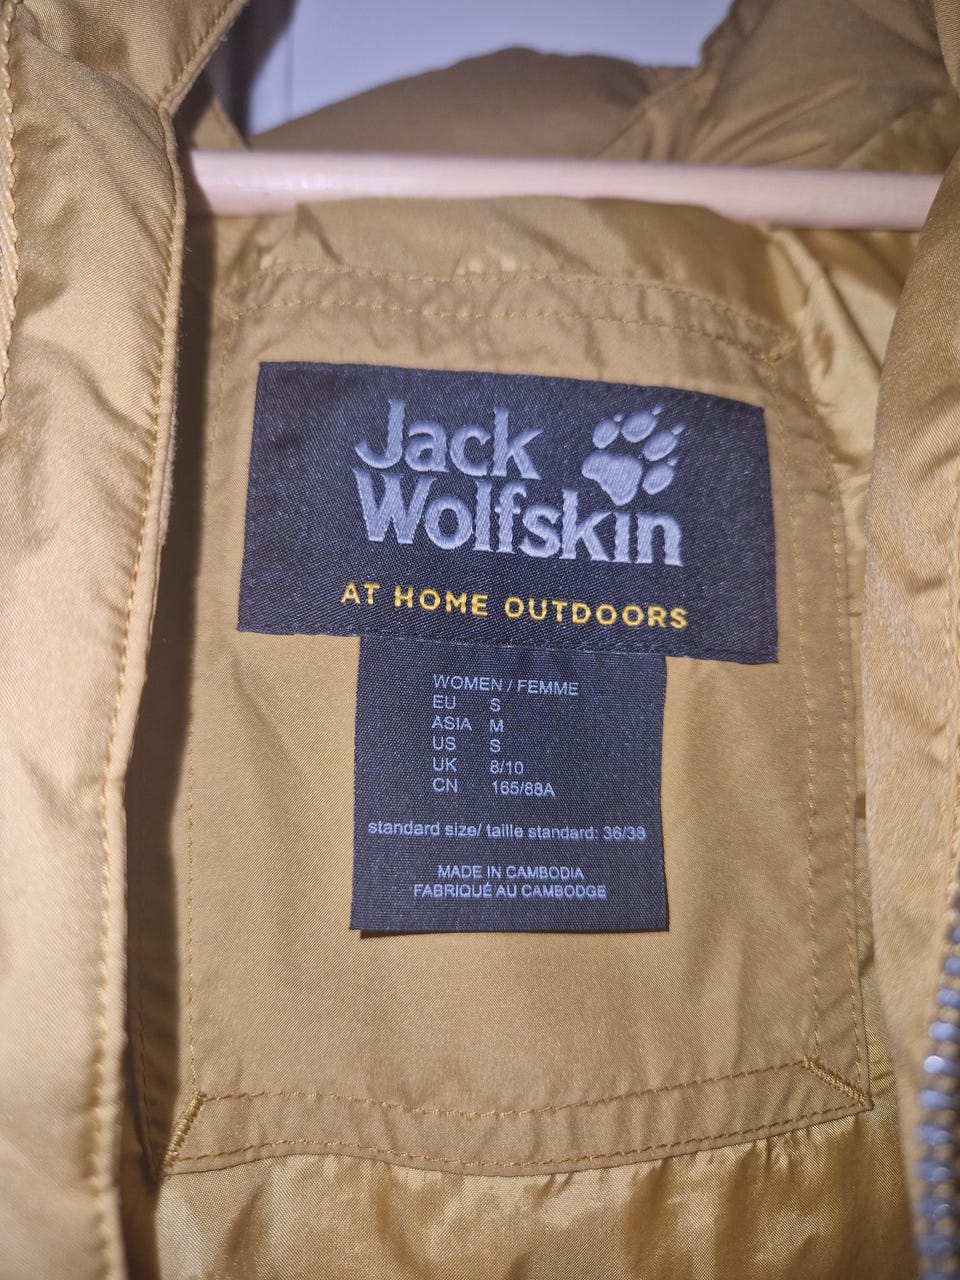 Jack
Wolfskin
AT HOME OUTDOORS
WOMEN / FEMME
EU S
ASIA M
US S
UK 8/10
CN 165/88A
standard size/ taille standard: 36/38
MADE IN CAMBODIA
FABRIQUÉ AU CAMBODGE